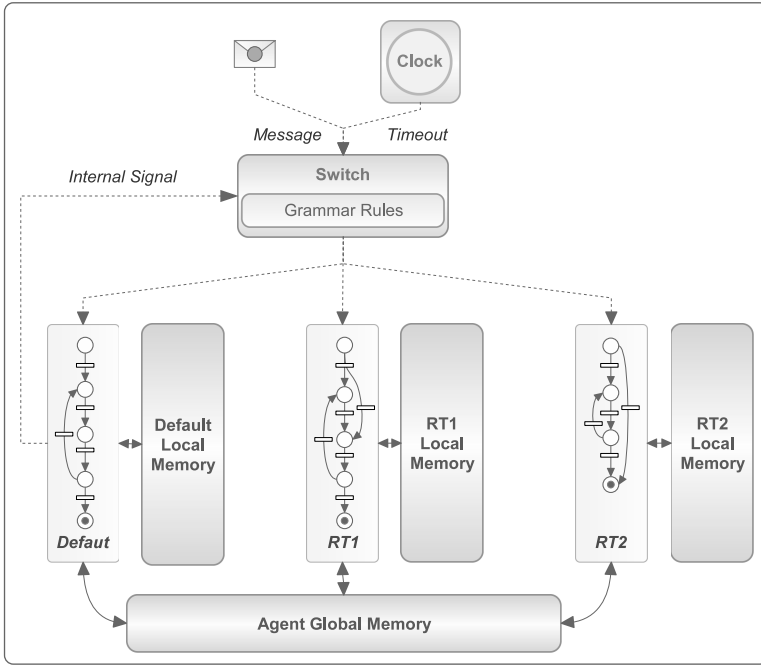 Clock
Message
Timeout
Internal Signal
Switch
Grammar Rules
Default
Local
Memory
RT1
Local
Memory
RT2
Local
Memory
Defaut
RT1
RT2
Agent Global Memory